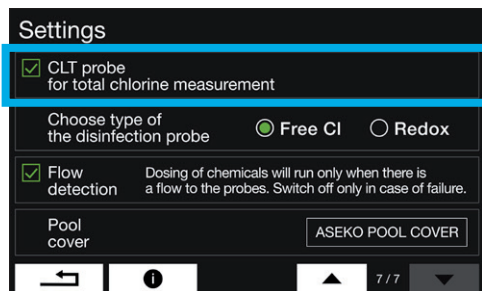 Settings
CLT probe
for total chlorine measurement
Choose type of
the disinfection probe
Free Cl
Redox
Flow
detection
Dosing of chemicals will run only when there is
a flow to the probes. Switch off only in case of failure.
Pool
cover
ASEKO POOL COVER
7/7